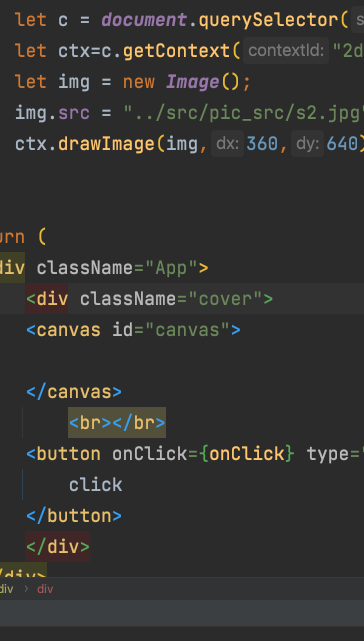 let c = document.querySelector(
let ctx=c.getContext( contextId: "2d
let img = new Image();
img.src = "../src/pic_src/s2.jpg"
ctx.drawImage(img, dx: 360, dy: 640)
urn (
div className="App">
<div className="cover">
<canvas id="canvas">
</canvas>
<br></br>
<button onClick={onClick} type="
click
</button>
</div>
</div>
div › div